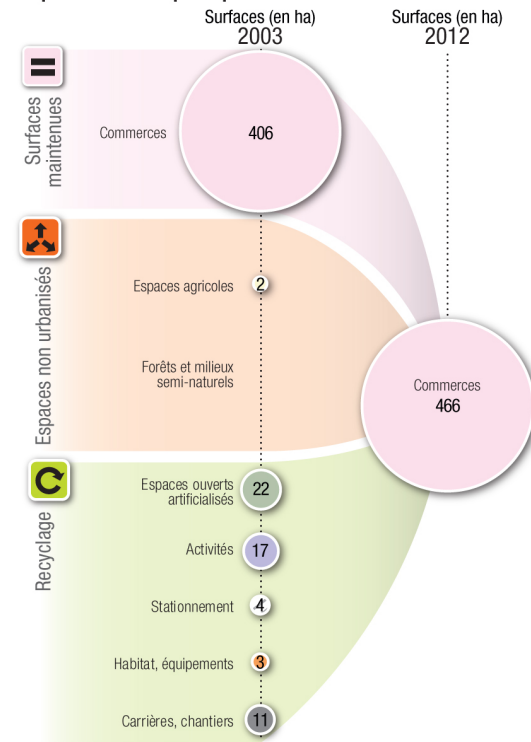 Surfaces (en ha)
2003
Surfaces (en ha)
2012
Surfaces
maintenues
Commerces
406
Espaces non urbanisés
Espaces agricoles
2
Forêts et milieux
semi-naturels
Commerces
466
Recyclage
Espaces ouverts
artificialisés
22
Activités
17
Stationnement
4
Habitat, équipements
3
Carrières, chantiers
11